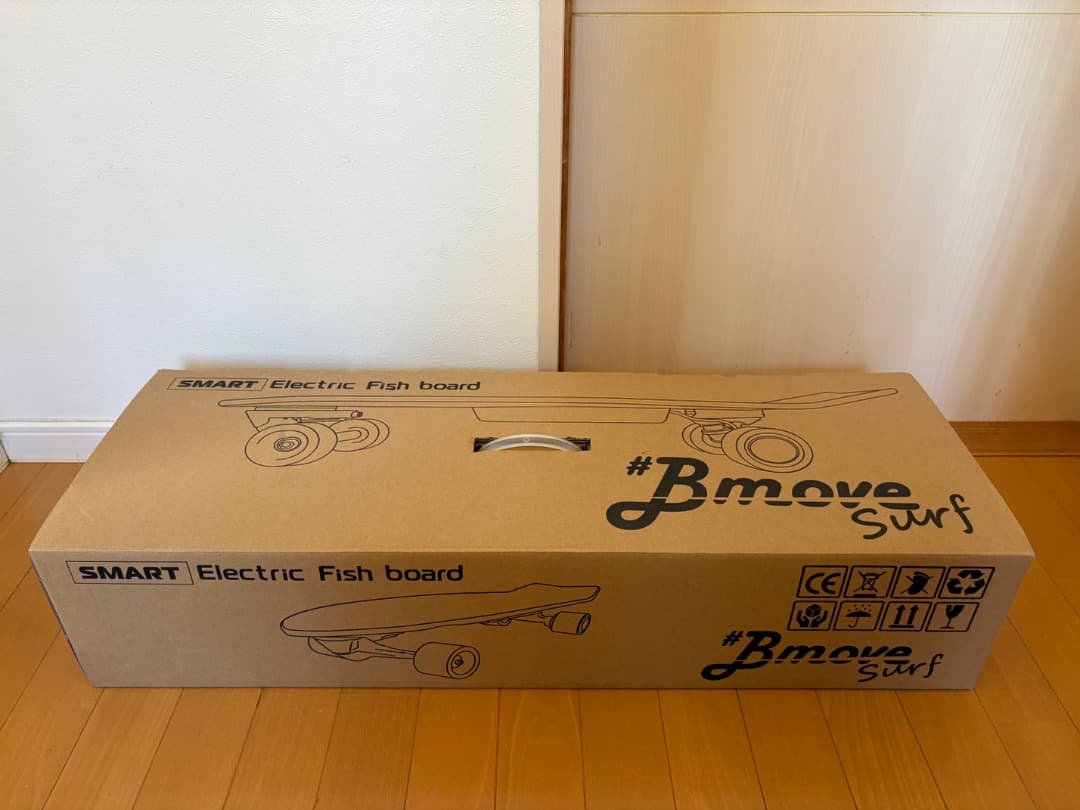 SMART Electric Fish board
#Bmove
Surf
SMART Electric Fish board
CE
#Bmove
Surf